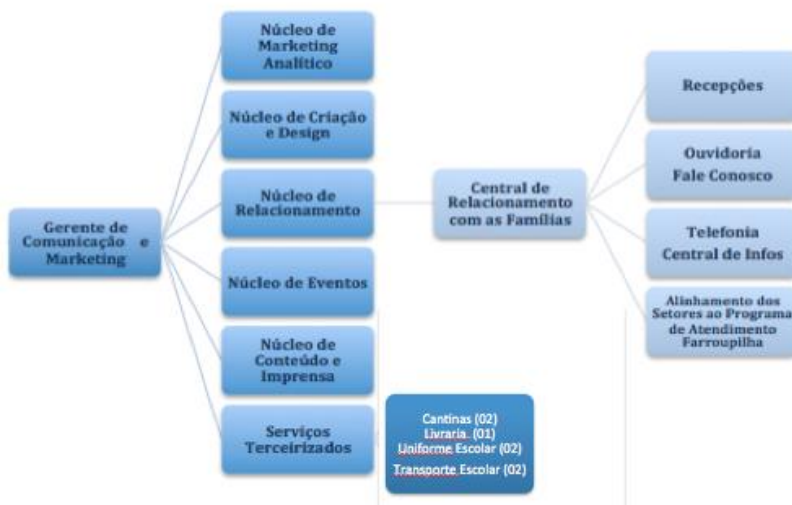 Gerente de
Comunicação e
Marketing
Núcleo de
Marketing
Analítico
Núcleo de Criação
e Design
Núcleo de
Relacionamento
Núcleo de Eventos
Núcleo de
Conteúdo e
Imprensa
Serviços
Terceirizados
Cantinas (02)
Livraria (01)
Uniforme Escolar (02)
Transporte Escolar (02)
Central de
Relacionamento
com as Famílias
Recepções
Ouvidoria
Fale Conosco
Telefonia
Central de Infos
Alinhamento dos
Setores ao Programa
de Atendimento
Farroupilha